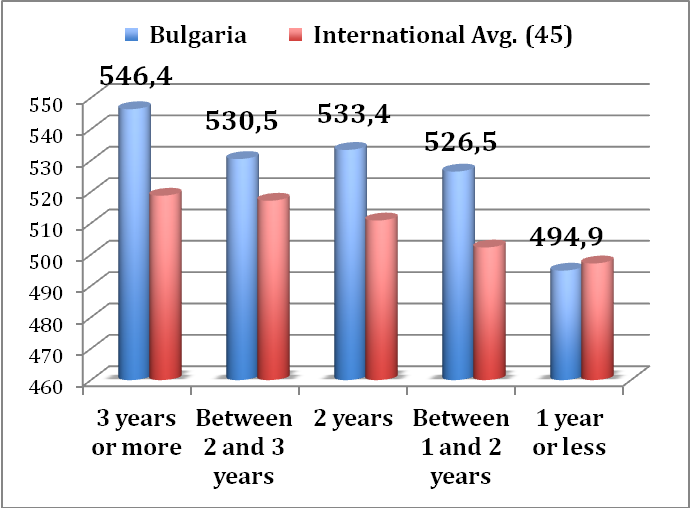 Bulgaria International Avg. (45)
546,4
530,5
533,4
526,5
494,9
550
540
530
520
510
500
490
480
470
460
3 years
or more
Between
2 and 3
years
2 years
Between
1 and 2
years
1 year
or less